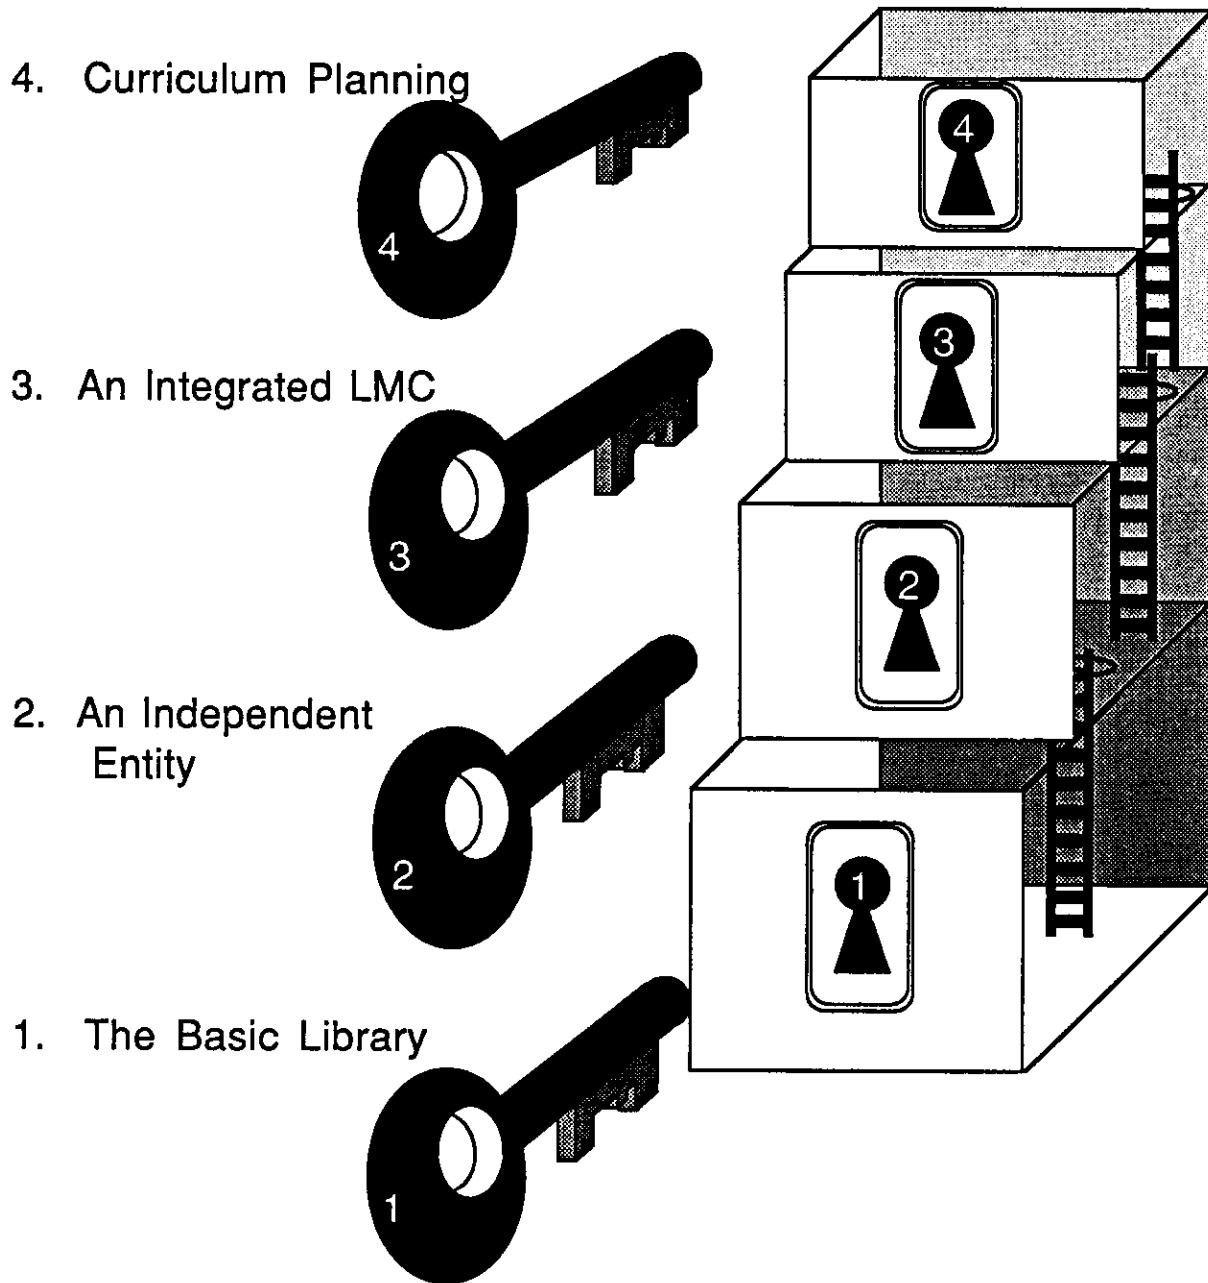 4. Curriculum Planning
4
4
3. An Integrated LMC
3
3
2. An Independent
Entity
2
2
1. The Basic Library
1
1